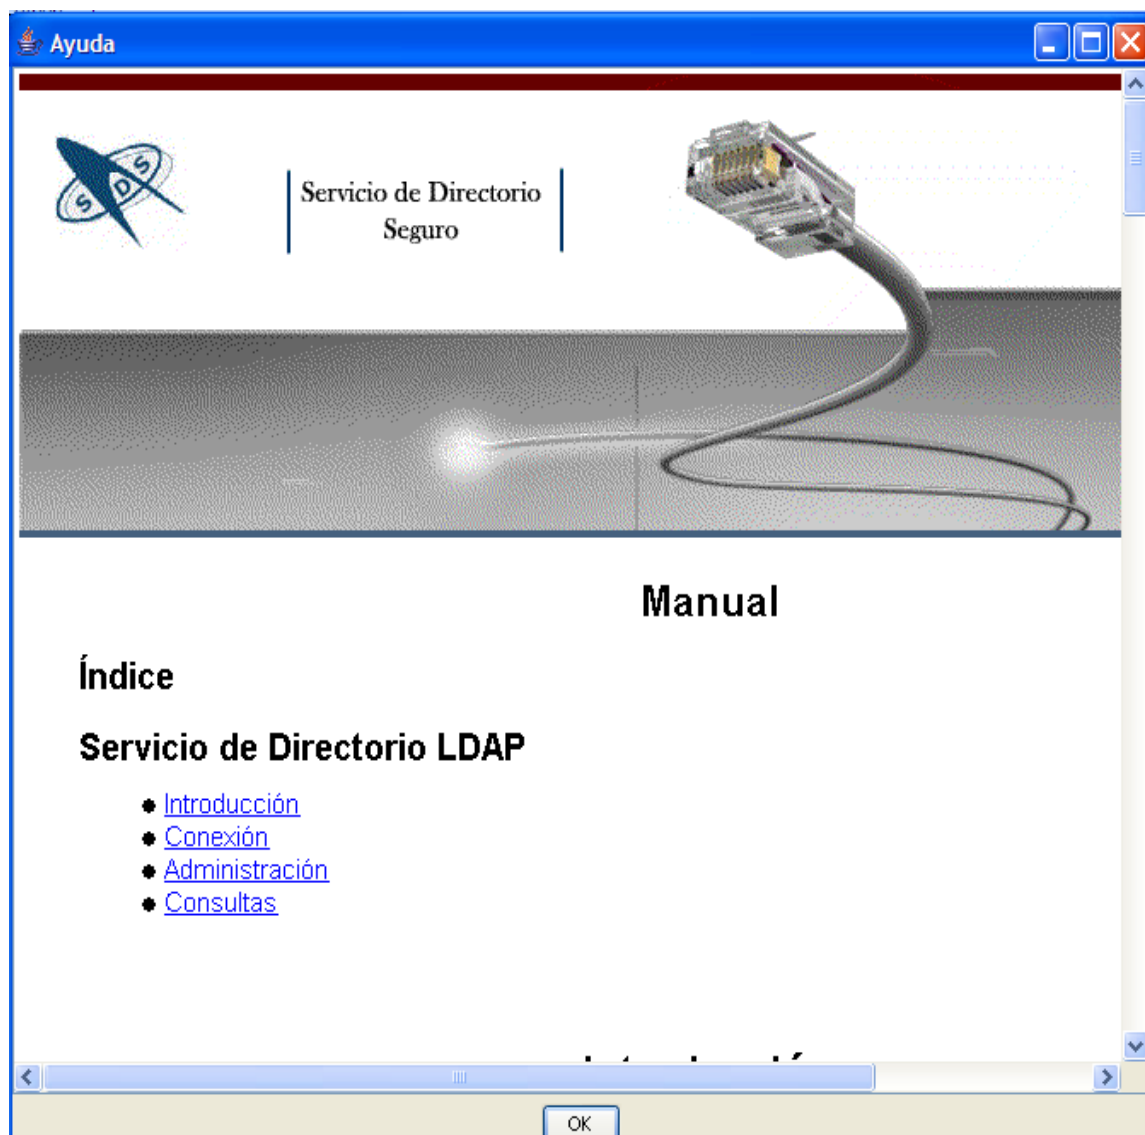 Ayuda
SDS
Servicio de Directorio
Seguro
Manual
Índice
Servicio de Directorio LDAP
Introducción
Conexión
Administración
Consultas
OK